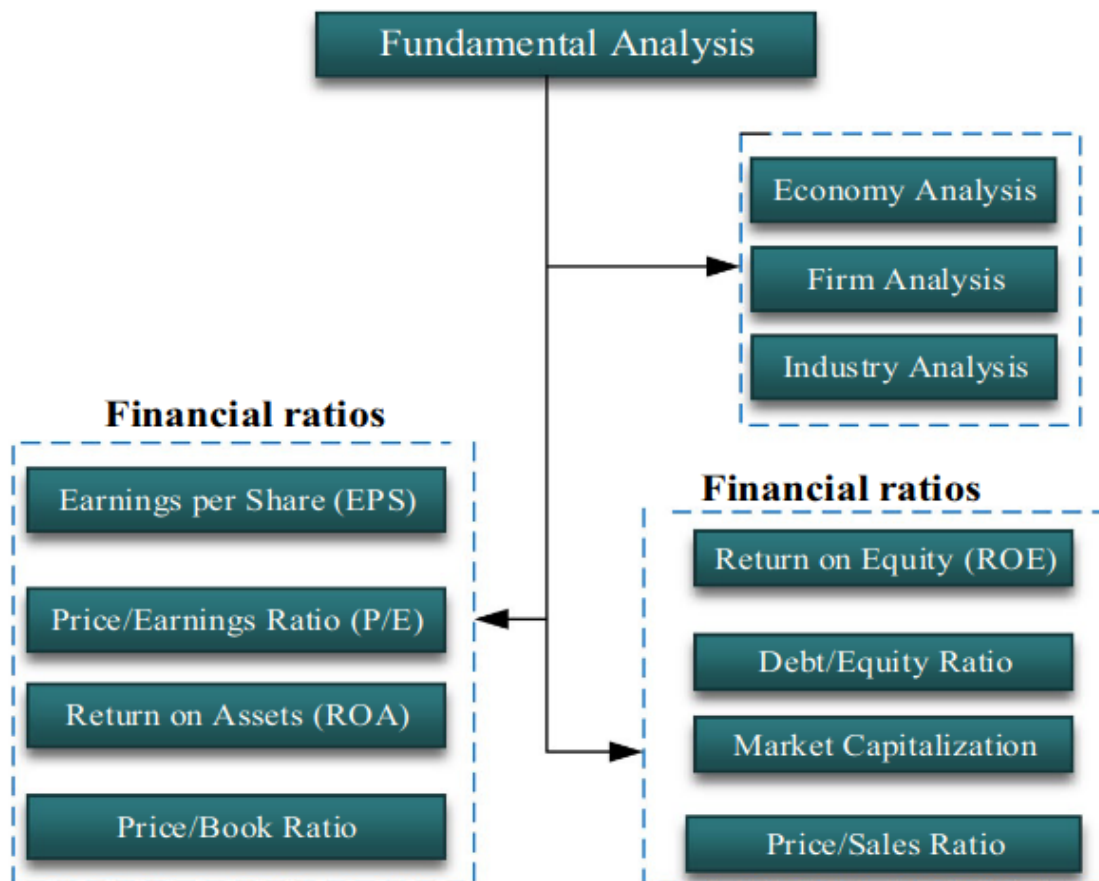 Fundamental Analysis
Economy Analysis
Firm Analysis
Industry Analysis
Financial ratios
Earnings per Share (EPS)
Price/Earnings Ratio (P/E)
Return on Assets (ROA)
Price/Book Ratio
Financial ratios
Return on Equity (ROE)
Debt/Equity Ratio
Market Capitalization
Price/Sales Ratio